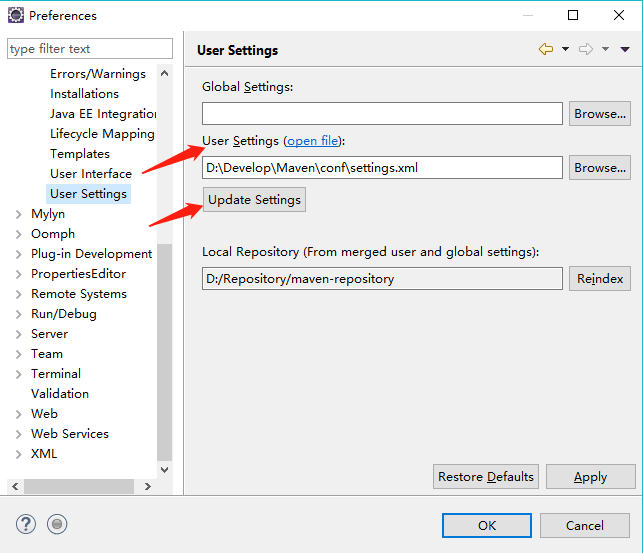 Preferences
type filter text
Errors/Warnings
Installations
Java EE Integration
Lifecycle Mappings
Templates
User Interface
User Settings
Mylyn
Oomph
Plug-in Development
PropertiesEditor
Remote Systems
Run/Debug
Server
Team
Terminal
Validation
Web
Web Services
XML
User Settings
Global Settings:
Browse...
User Settings (open file):
D:\Develop\Maven\conf\settings.xml
Browse...
Update Settings
Local Repository (From merged user and global settings):
D:/Repository/maven-repository
Reindex
Restore Defaults
Apply
?
OK
Cancel